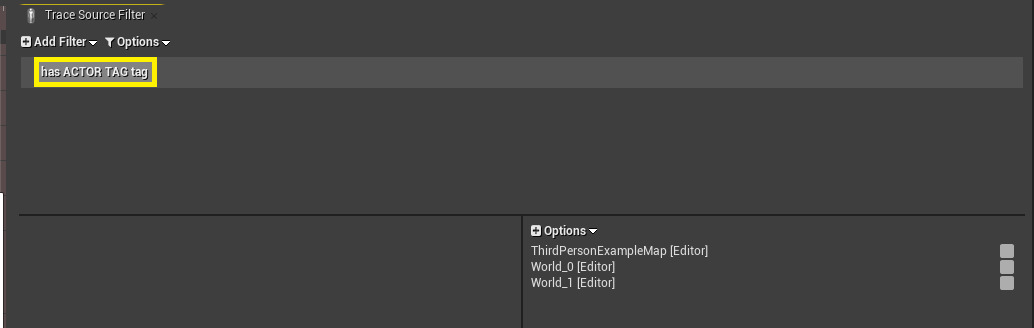 Trace Source Filter
Add Filter Options
has ACTOR TAG tag
Options
ThirdPersonExampleMap [Editor]
World_0 [Editor]
World_1 [Editor]